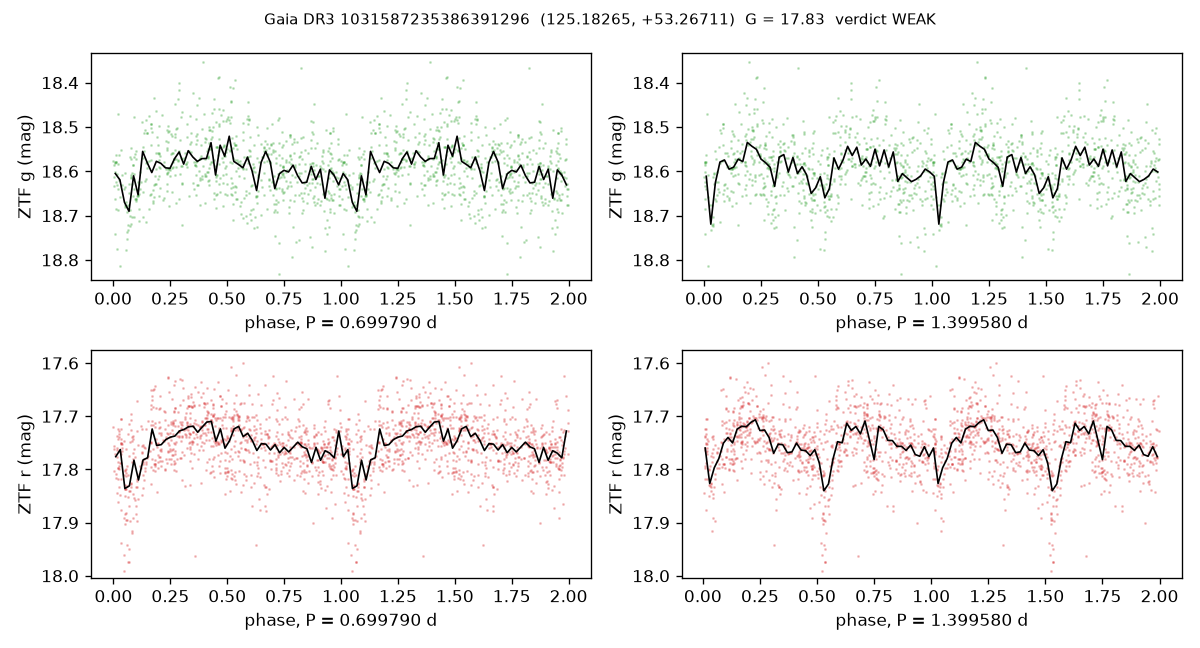 Gaia DR3 1031587235386391296 (125.18265, +53.26711) G = 17.83 verdict WEAK
ZTF g (mag)
18.4
18.5
18.6
18.7
18.8
0.00 0.25 0.50 0.75 1.00 1.25 1.50 1.75 2.00
phase, P = 0.699790 d
ZTF g (mag)
18.4
18.5
18.6
18.7
18.8
0.00 0.25 0.50 0.75 1.00 1.25 1.50 1.75 2.00
phase, P = 1.399580 d
ZTF r (mag)
17.6
17.7
17.8
17.9
18.0
0.00 0.25 0.50 0.75 1.00 1.25 1.50 1.75 2.00
phase, P = 0.699790 d
ZTF r (mag)
17.6
17.7
17.8
17.9
18.0
0.00 0.25 0.50 0.75 1.00 1.25 1.50 1.75 2.00
phase, P = 1.399580 d